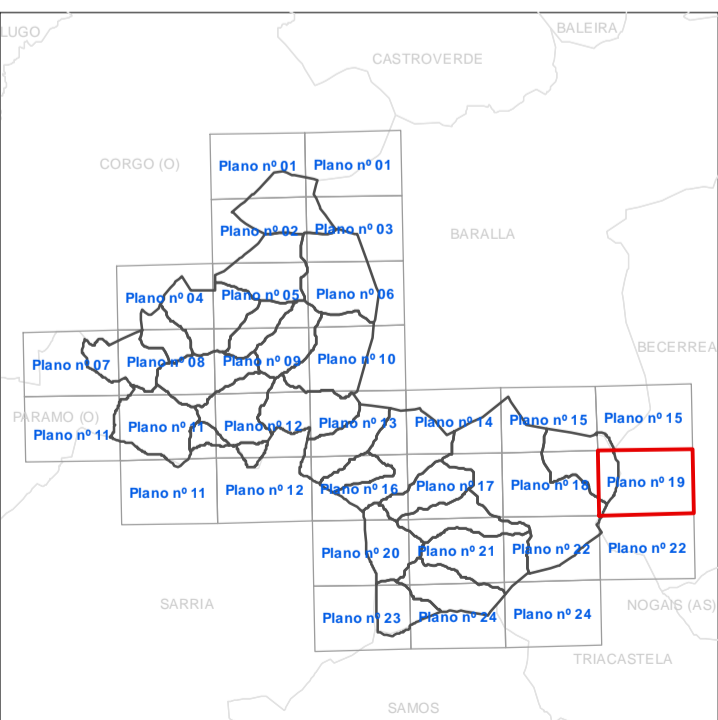 LUGO
BALEIRA
CASTROVERDE
CORGO (O)
Plano nº 01
Plano nº 01
Plano nº 02
Plano nº 03
BARALLA
Plano nº 04
Plano nº 05
Plano nº 06
BECERREA
Plano nº 07
Plano nº 08
Plano nº 09
Plano nº 10
PARAMO (O)
Plano nº 11
Plano nº 11
Plano nº 12
Plano nº 13
Plano nº 14
Plano nº 15
Plano nº 15
Plano nº 11
Plano nº 12
Plano nº 16
Plano nº 17
Plano nº 18
Plano nº 19
Plano nº 20
Plano nº 21
Plano nº 22
Plano nº 22
SARRIA
NOGAIS (AS)
Plano nº 23
Plano nº 24
Plano nº 24
TRIACASTELA
SAMOS